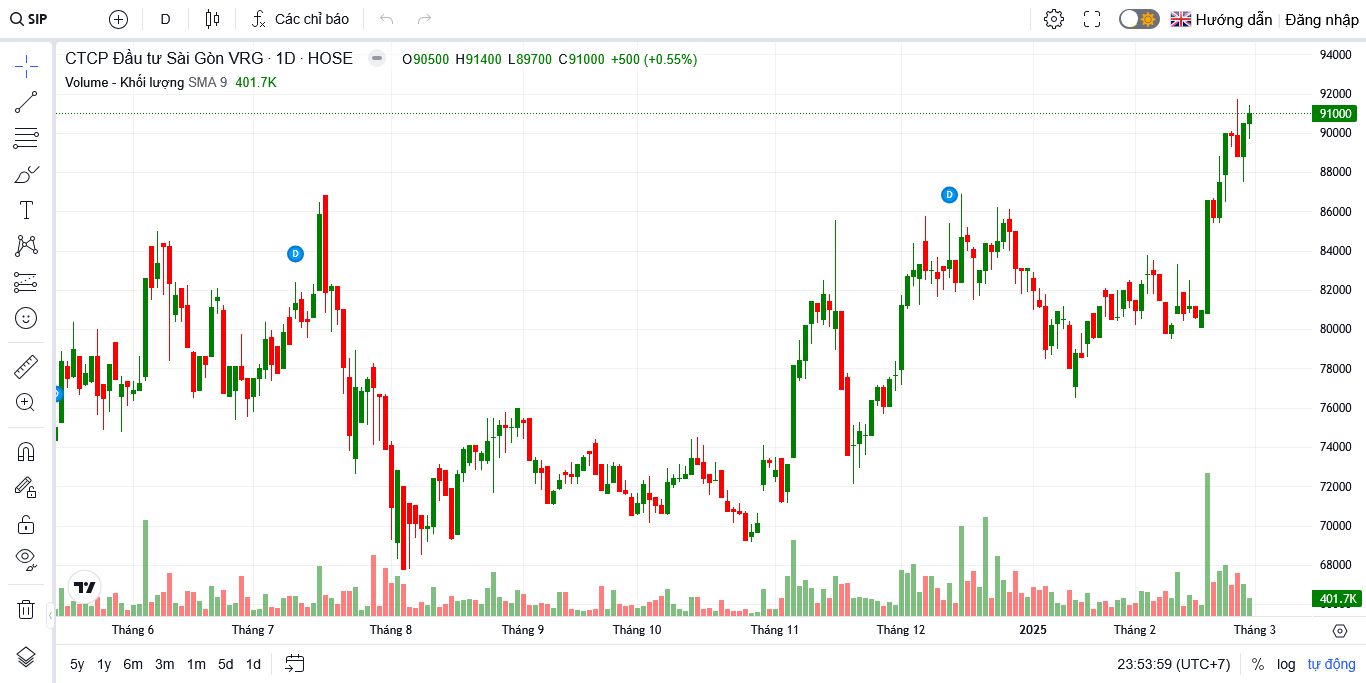 SIP D Các chỉ báo Hướng dẫn Đăng nhập
CTCP Đầu tư Sài Gòn VRG · 1D · HOSE O90500 H91400 L89700 C91000 +500 (+0.55%)
Volume - Khối lượng SMA 9 401.7K
94000
92000
91000
90000
88000
86000
84000
82000
80000
78000
76000
74000
72000
70000
68000
401.7K
D
D
Tháng 6 Tháng 7 Tháng 8 Tháng 9 Tháng 10 Tháng 11 Tháng 12 2025 Tháng 2 Tháng 3
5y 1y 6m 3m 1m 5d 1d 23:53:59 (UTC+7) % log tự động